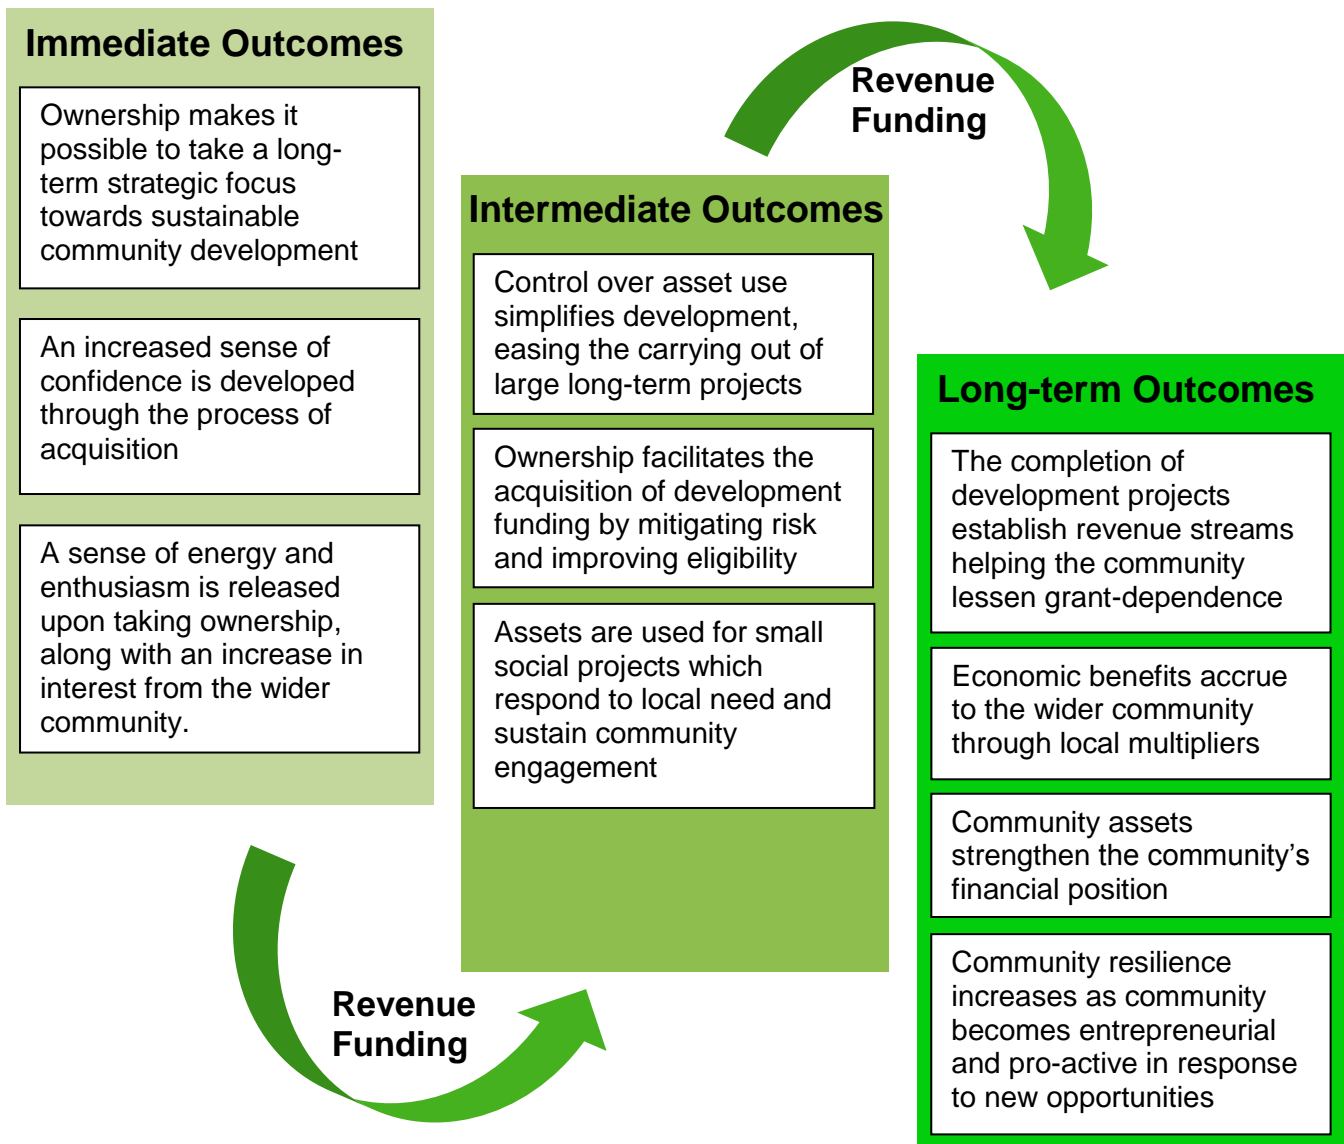 Immediate Outcomes
Ownership makes it
possible to take a long-
term strategic focus
towards sustainable
community development
An increased sense of
confidence is developed
through the process of
acquisition
A sense of energy and
enthusiasm is released
upon taking ownership,
along with an increase in
interest from the wider
community.
Revenue
Funding
Intermediate Outcomes
Control over asset use
simplifies development,
easing the carrying out of
large long-term projects
Ownership facilitates the
acquisition of development
funding by mitigating risk
and improving eligibility
Assets are used for small
social projects which
respond to local need and
sustain community
engagement
Revenue
Funding
Long-term Outcomes
The completion of
development projects
establish revenue streams
helping the community
lessen grant-dependence
Economic benefits accrue
to the wider community
through local multipliers
Community assets
strengthen the community’s
financial position
Community resilience
increases as community
becomes entrepreneurial
and pro-active in response
to new opportunities